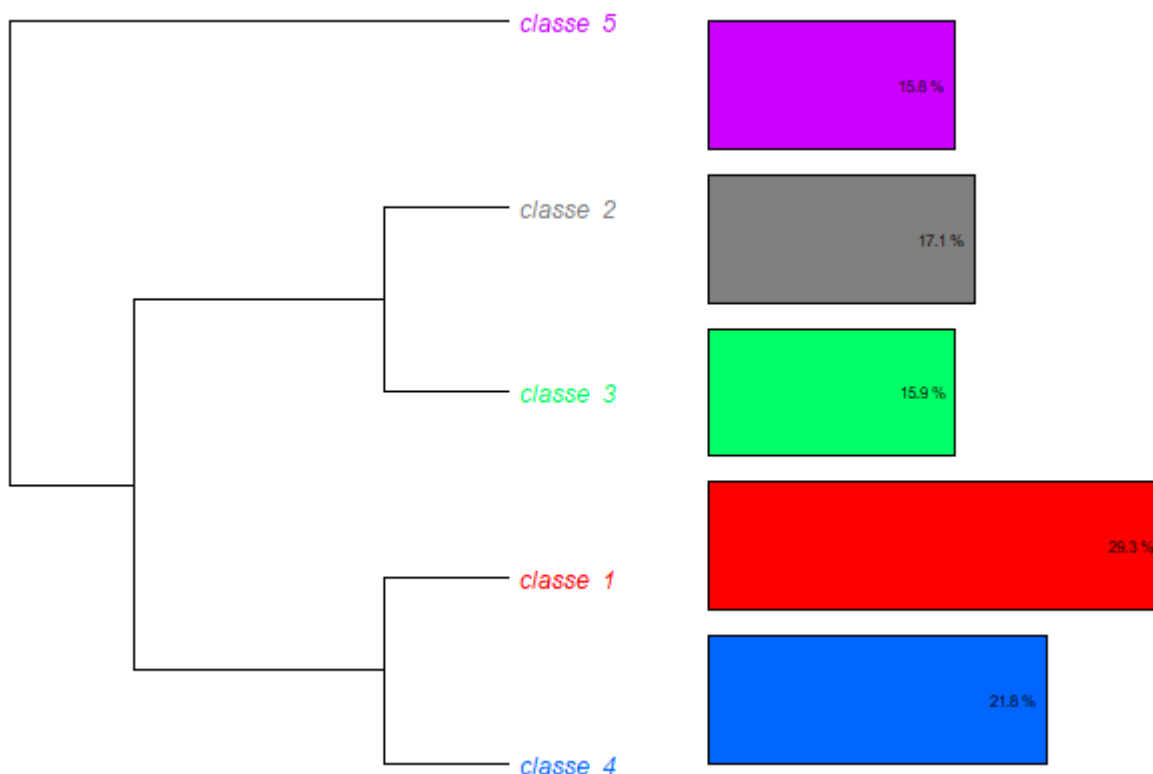 classe 5
15.8 %
classe 2
17.1 %
classe 3
15.9 %
classe 1
29.3 %
classe 4
21.8 %